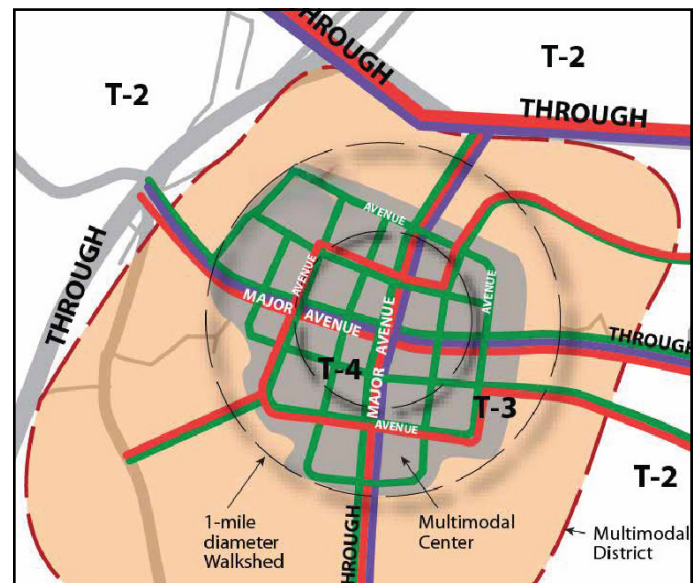 THROUGH
T-2
T-2
THROUGH
AVENUE
AVENUE
AVENUE
THROUGH
MAJOR AVENUE
MAJOR AVENUE
THROUGH
T-4
T-3
AVENUE
T-2
1-mile
diameter
Walkshed
Multimodal
Center
Multimodal
District
THROUGH